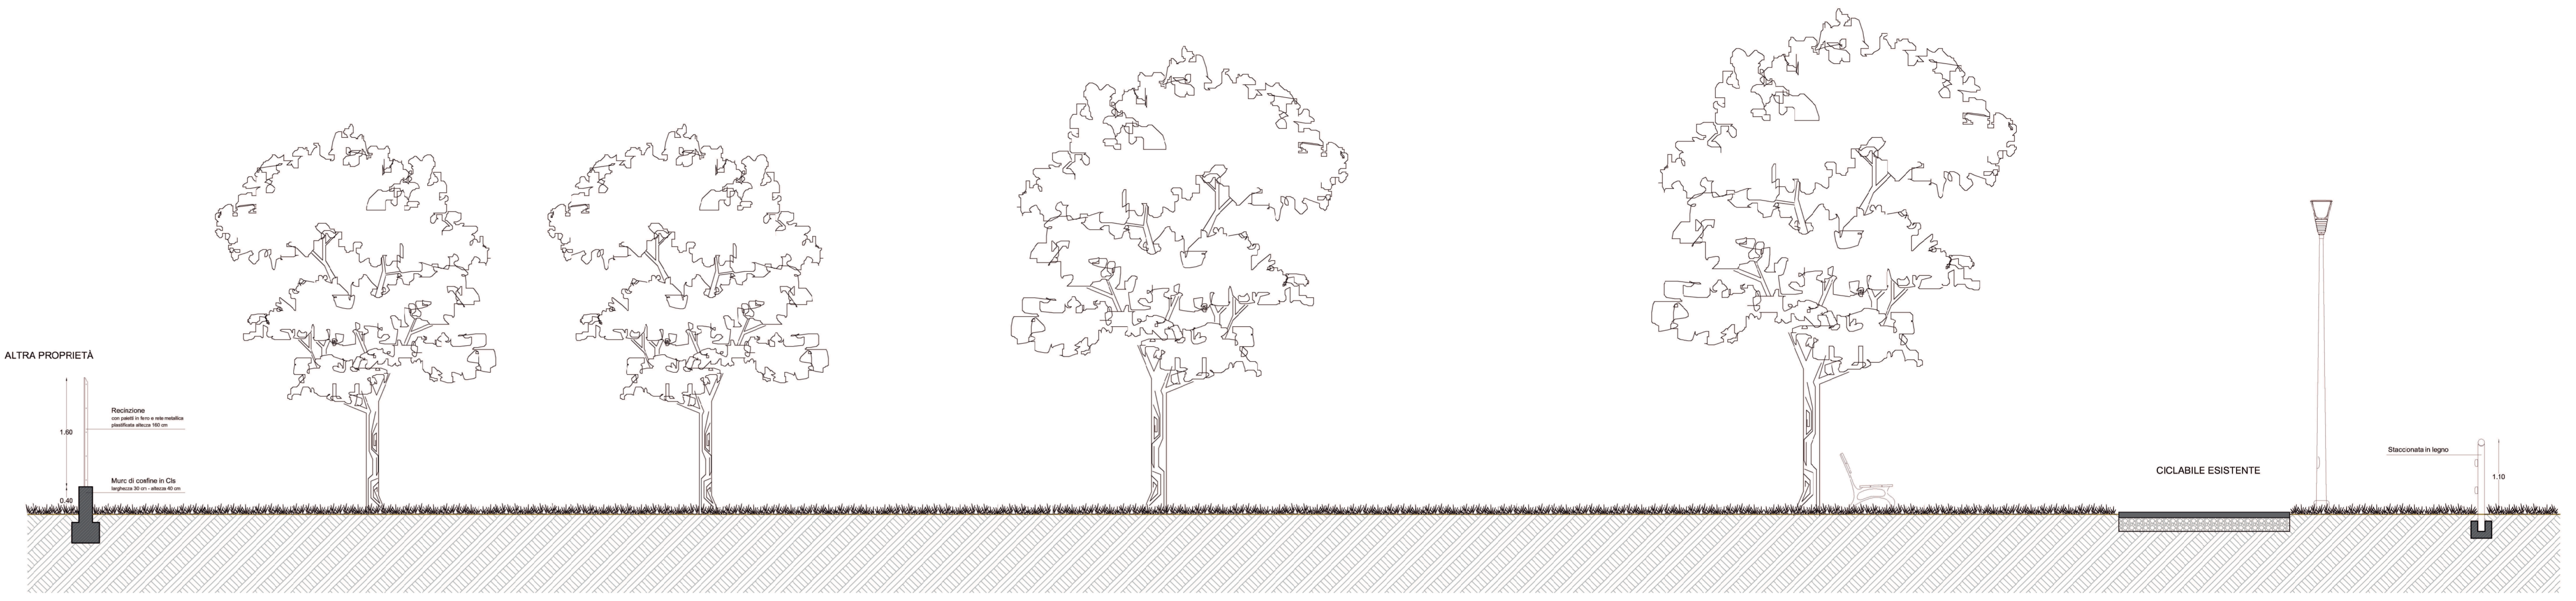 ALTRA PROPRIETÀ
Recinzione
con paletti in ferro e rete metallica
plastificata altezza 160 cm
1.60
Muro di confine in Cls
larghezza 30 cm - altezza 40 cm
0.40
CICLABILE ESISTENTE
Staccionata in legno
1.10